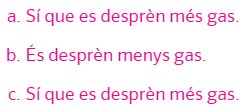 a. Sí que es desprèn més gas.
b. És desprèn menys gas.
c. Sí que es desprèn més gas.